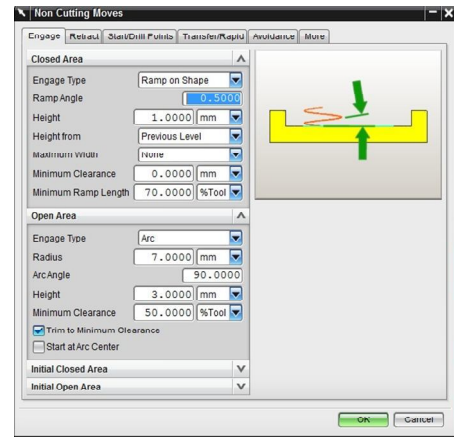 Non Cutting Moves
Engage Retract Start/Drill Points Transfer/Rapid Avoidance More
Closed Area
Engage Type Ramp on Shape
Ramp Angle 0.5000
Height 1.0000 mm
Height from Previous Level
Maximum Width None
Minimum Clearance 0.0000 mm
Minimum Ramp Length 70.0000 %Tool
Open Area
Engage Type Arc
Radius 7.0000 mm
Arc Angle 90.0000
Height 3.0000 mm
Minimum Clearance 50.0000 %Tool
Trim to Minimum Clearance
Start at Arc Center
Initial Closed Area
Initial Open Area
OK Cancel